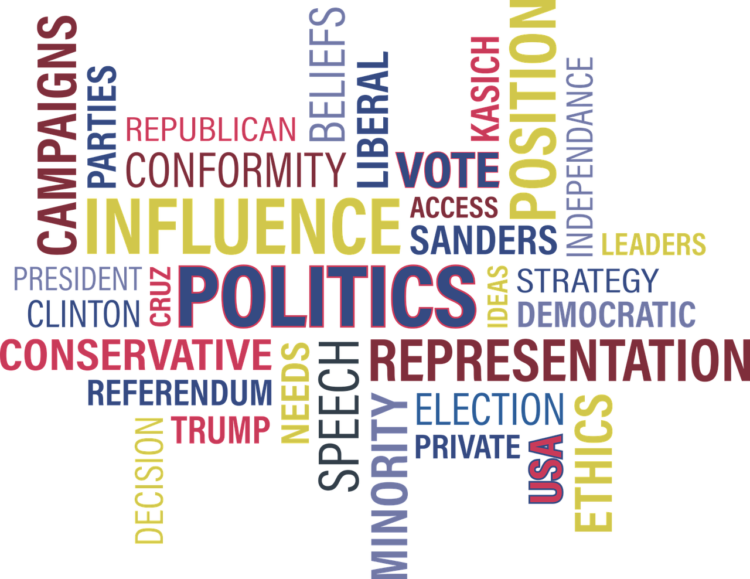 CAMPAIGNS
PARTIES
REPUBLICAN
CONFORMITY
BELIEFS
LIBERAL
VOTE
KASICH
POSITION
INDEPENDANCE
INFLUENCE
ACCESS
SANDERS
LEADERS
PRESIDENT
CLINTON
CRUZ
POLITICS
IDEAS
STRATEGY
DEMOCRATIC
CONSERVATIVE
REFERENDUM
NEEDS
SPEECH
REPRESENTATION
DECISION
TRUMP
MINORITY
ELECTION
PRIVATE
USA
ETHICS